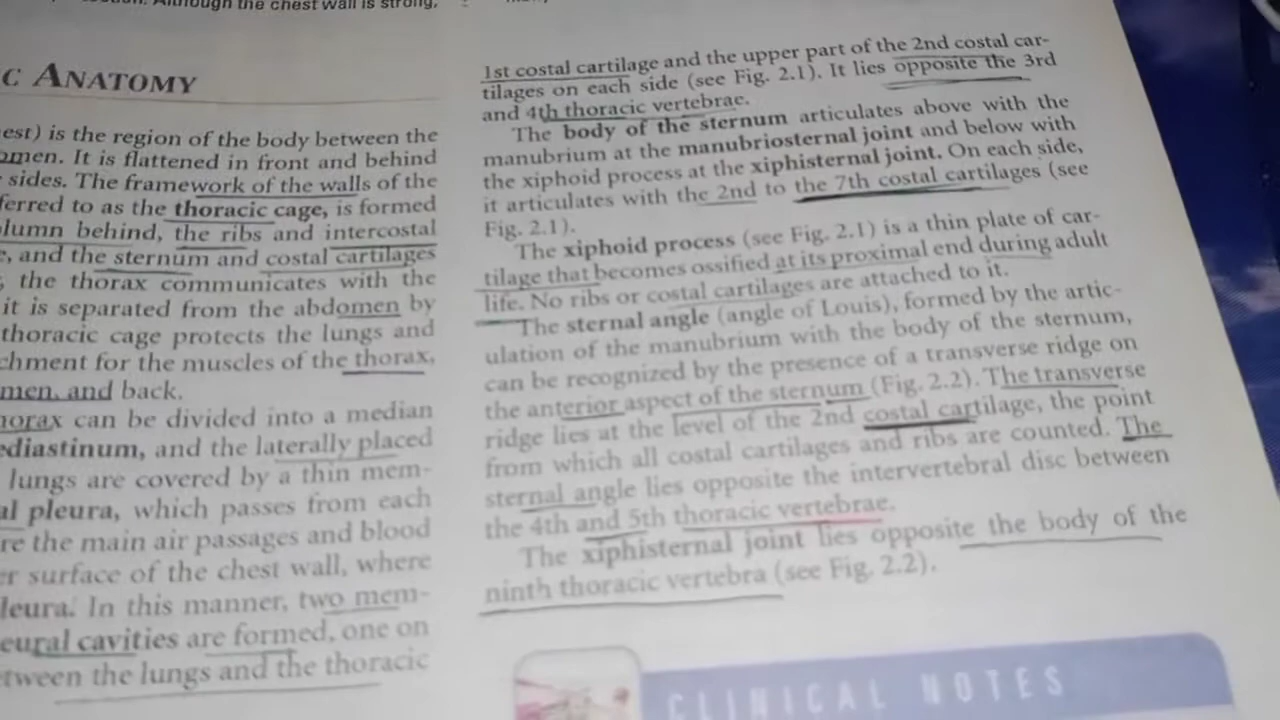 Although the chest wall is strong,
C ANATOMY
est) is the region of the body between the
omen. It is flattened in front and behind
sides. The framework of the walls of the
ferred to as the thoracic cage, is formed
lumn behind, the ribs and intercostal
e, and the sternum and costal cartilages
, the thorax communicates with the
it is separated from the abdomen by
thoracic cage protects the lungs and
chment for the muscles of the thorax,
men, and back.
horax can be divided into a median
ediastinum, and the laterally placed
lungs are covered by a thin mem-
al pleura, which passes from each
re the main air passages and blood
er surface of the chest wall, where
leura. In this manner, two mem-
eural cavities are formed, one on
etween the lungs and the thoracic
1st costal cartilage and the upper part of the 2nd costal car-
tilages on each side (see Fig. 2.1). It lies opposite the 3rd
and 4th thoracic vertebrae.
The body of the sternum articulates above with the
manubrium at the manubriosternal joint and below with
the xiphoid process at the xiphisternal joint. On each side,
it articulates with the 2nd to the 7th costal cartilages (see
Fig. 2.1).
The xiphoid process (see Fig. 2.1) is a thin plate of car-
tilage that becomes ossified at its proximal end during adult
life. No ribs or costal cartilages are attached to it.
The sternal angle (angle of Louis), formed by the artic-
ulation of the manubrium with the body of the sternum,
can be recognized by the presence of a transverse ridge on
the anterior aspect of the sternum (Fig. 2.2). The transverse
ridge lies at the level of the 2nd costal cartilage, the point
from which all costal cartilages and ribs are counted. The
sternal angle lies opposite the intervertebral disc between
the 4th and 5th thoracic vertebrae.
The xiphisternal joint lies opposite the body of the
ninth thoracic vertebra (see Fig. 2.2).
CLINICAL NOTES